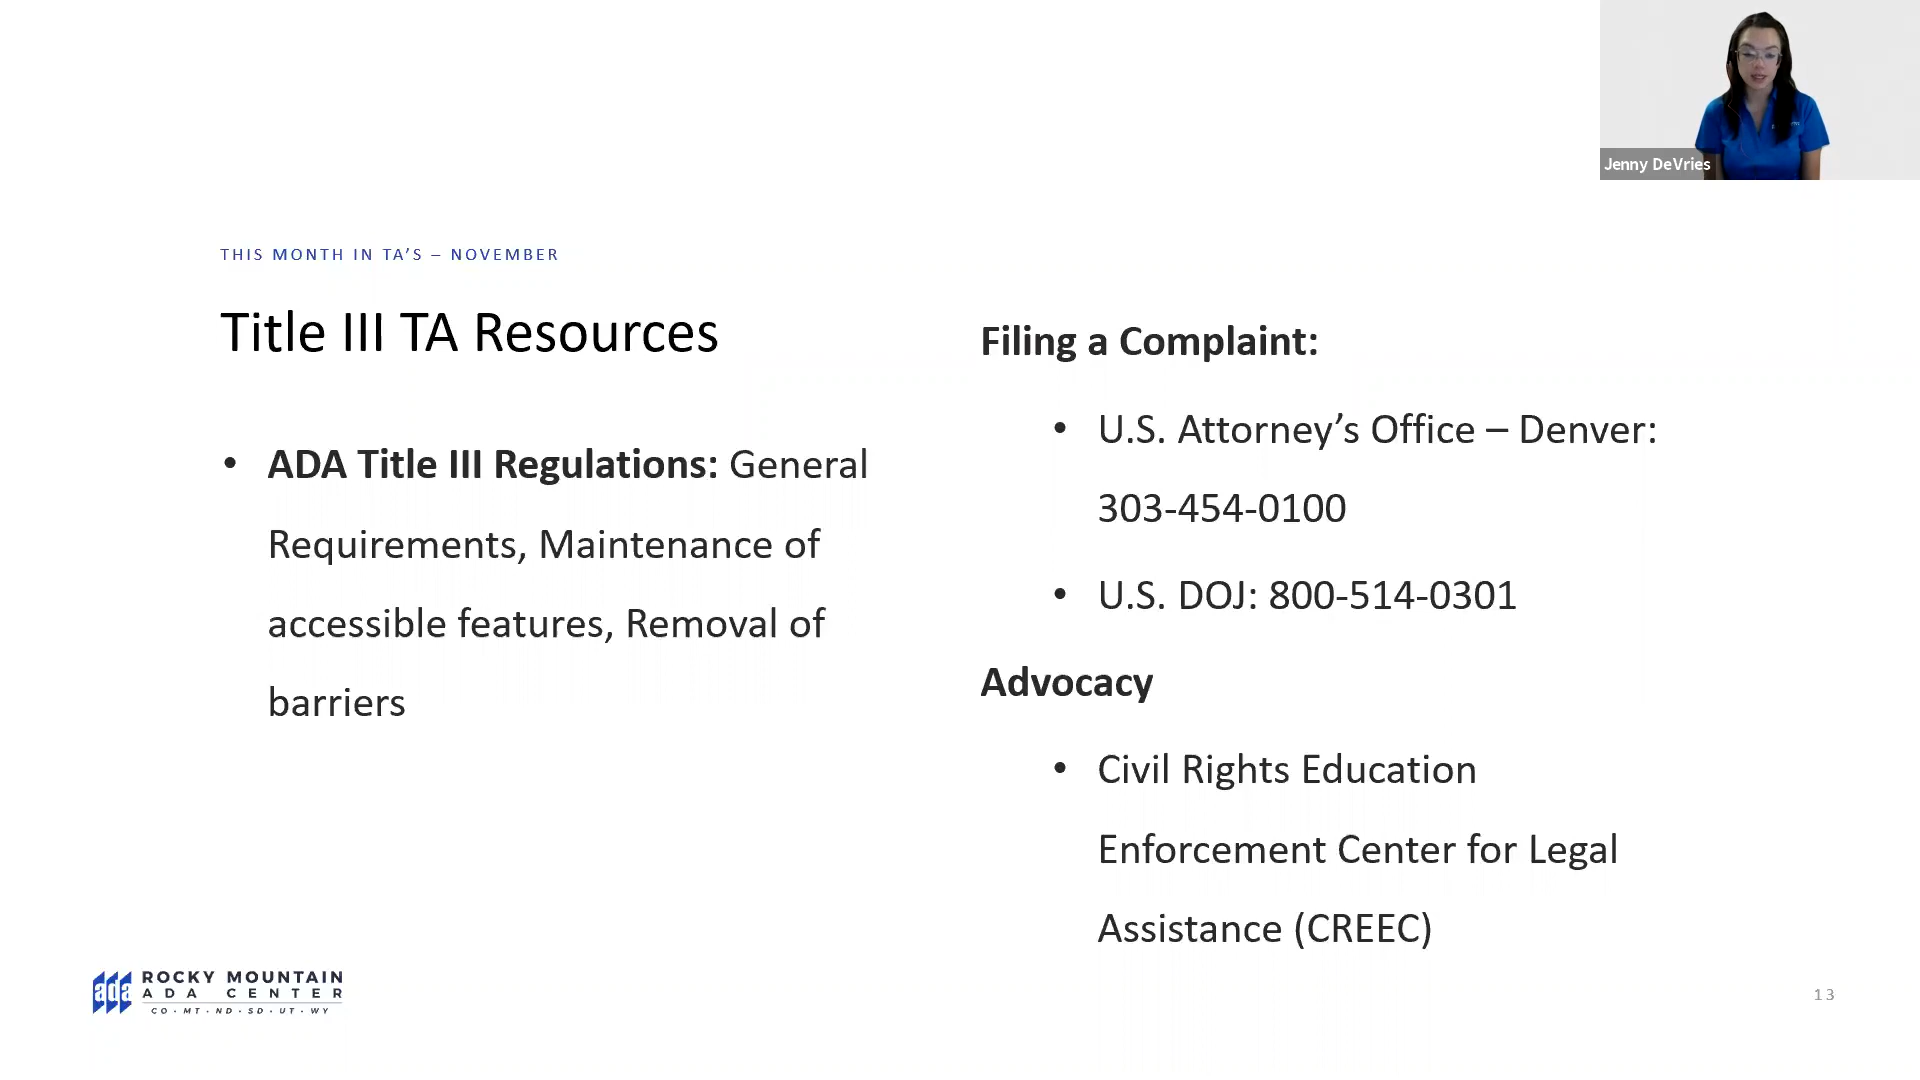 Jenny DeVries
THIS MONTH IN TA’S – NOVEMBER
Title III TA Resources
• ADA Title III Regulations: General
Requirements, Maintenance of
accessible features, Removal of
barriers
Filing a Complaint:
• U.S. Attorney’s Office – Denver:
303-454-0100
• U.S. DOJ: 800-514-0301
Advocacy
• Civil Rights Education
Enforcement Center for Legal
Assistance (CREEC)
ada
ROCKY MOUNTAIN
ADA CENTER
CO · MT · ND · SD · UT · WY
13